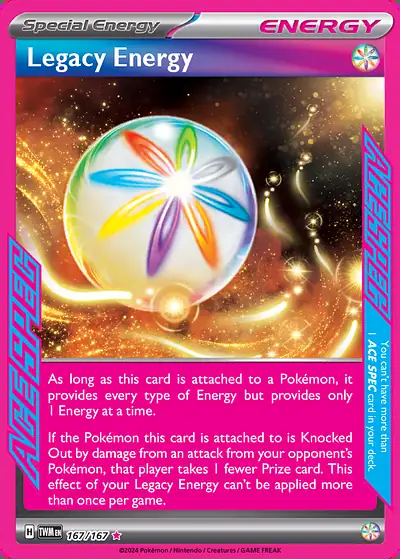 Special Energy
ENERGY
Legacy Energy
ACE SPEC
ACE SPEC
You can't have more than
1 ACE SPEC card in your deck.
As long as this card is attached to a Pokémon, it
provides every type of Energy but provides only
1 Energy at a time.
If the Pokémon this card is attached to is Knocked
Out by damage from an attack from your opponent's
Pokémon, that player takes 1 fewer Prize card. This
effect of your Legacy Energy can't be applied more
than once per game.
H TWM EN 167/167
©2024 Pokémon / Nintendo / Creatures / GAME FREAK